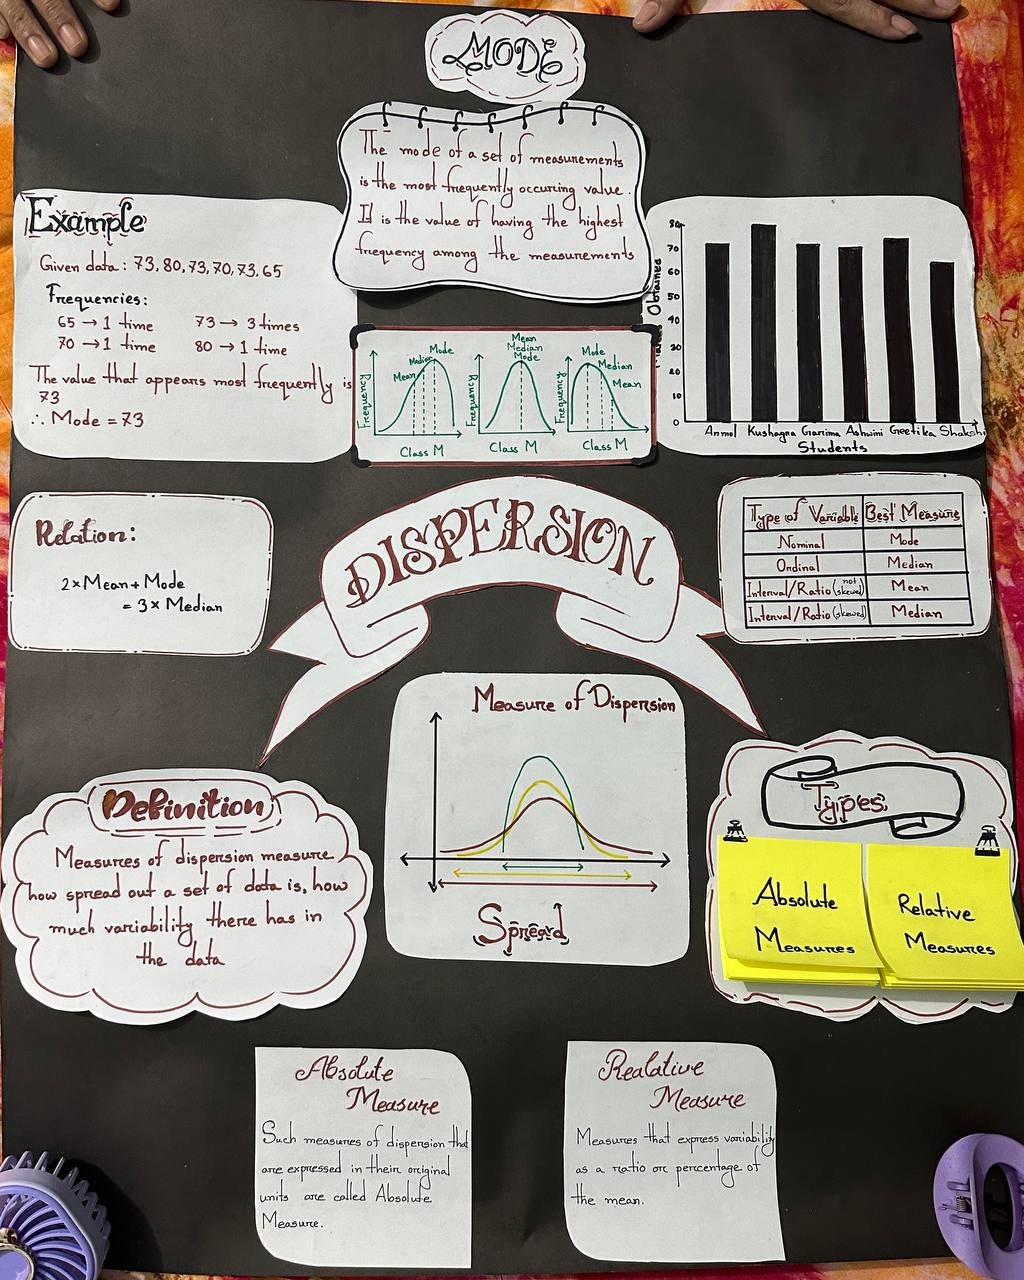 MODE
The mode of a set of measurements
is the most frequently occuring value.
It is the value of having the highest
frequency among the measurements
Example
Given data: 73, 80, 73, 70, 73, 65
Frequencies:
65 → 1 time 73 → 3 times
70 → 1 time 80 → 1 time
The value that appears most frequently is
73
∴ Mode = 73
Frequency
Mean
Median
Mode
Class M
Frequency
Mean
Median
Mode
Class M
Frequency
Mode
Median
Mean
Class M
Obtained
80
70
60
50
40
30
20
10
0
Anmol Kushagra Garima Ashwini Geetika Shakshi
Students
Relation:
2 × Mean + Mode
= 3 × Median
DISPERSION
Type of Variable Best Measure
Nominal Mode
Ordinal Median
Interval/Ratio (not skewed) Mean
Interval/Ratio (skewed) Median
Measure of Dispersion
Spread
Definition
Measures of dispersion measure
how spread out a set of data is, how
much variability there has in
the data
Types
Absolute
Measures
Relative
Measures
Absolute
Measure
Such measures of dispersion that
are expressed in their original
units are called Absolute
Measure.
Realative
Measure
Measures that express variability
as a ratio or percentage of
the mean.